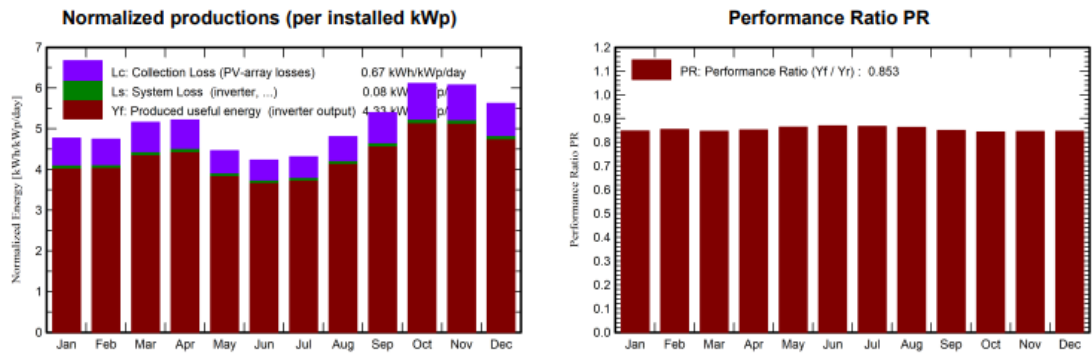 Normalized productions (per installed kWp)
Normalized Energy [kWh/kWp/day]
7
6
5
4
3
2
1
0
Lc: Collection Loss (PV-array losses) 0.67 kWh/kWp/day
Ls: System Loss (inverter, ...) 0.08 kWh/kWp/
Yf: Produced useful energy (inverter output) 4.33 kWh/kWp/
Jan Feb Mar Apr May Jun Jul Aug Sep Oct Nov Dec
Performance Ratio PR
Performance Ratio PR
1.2
1.1
1.0
0.9
0.8
0.7
0.6
0.5
0.4
0.3
0.2
0.1
0.0
PR: Performance Ratio (Yf / Yr) : 0.853
Jan Feb Mar Apr May Jun Jul Aug Sep Oct Nov Dec